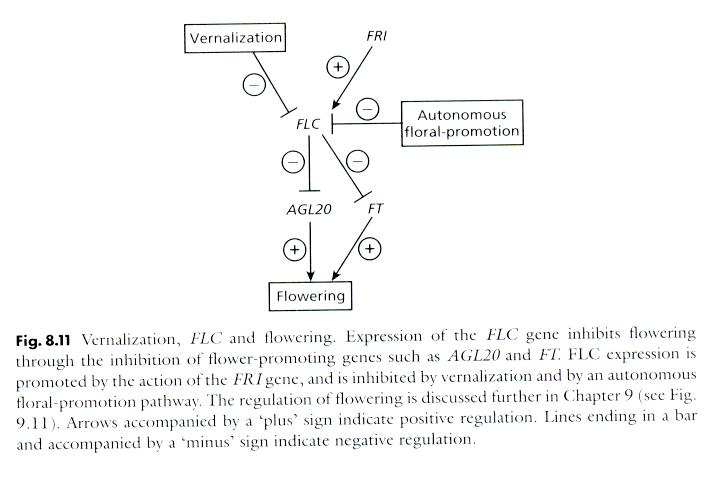 Vernalization
FRI
+
−
−
FLC
Autonomous
floral-promotion
−
−
AGL20
FT
+
+
Flowering
Fig. 8.11 Vernalization, FLC and flowering. Expression of the FLC gene inhibits flowering
through the inhibition of flower-promoting genes such as AGL20 and FT. FLC expression is
promoted by the action of the FRI gene, and is inhibited by vernalization and by an autonomous
floral-promotion pathway. The regulation of flowering is discussed further in Chapter 9 (see Fig.
9.11). Arrows accompanied by a ‘plus’ sign indicate positive regulation. Lines ending in a bar
and accompanied by a ‘minus’ sign indicate negative regulation.